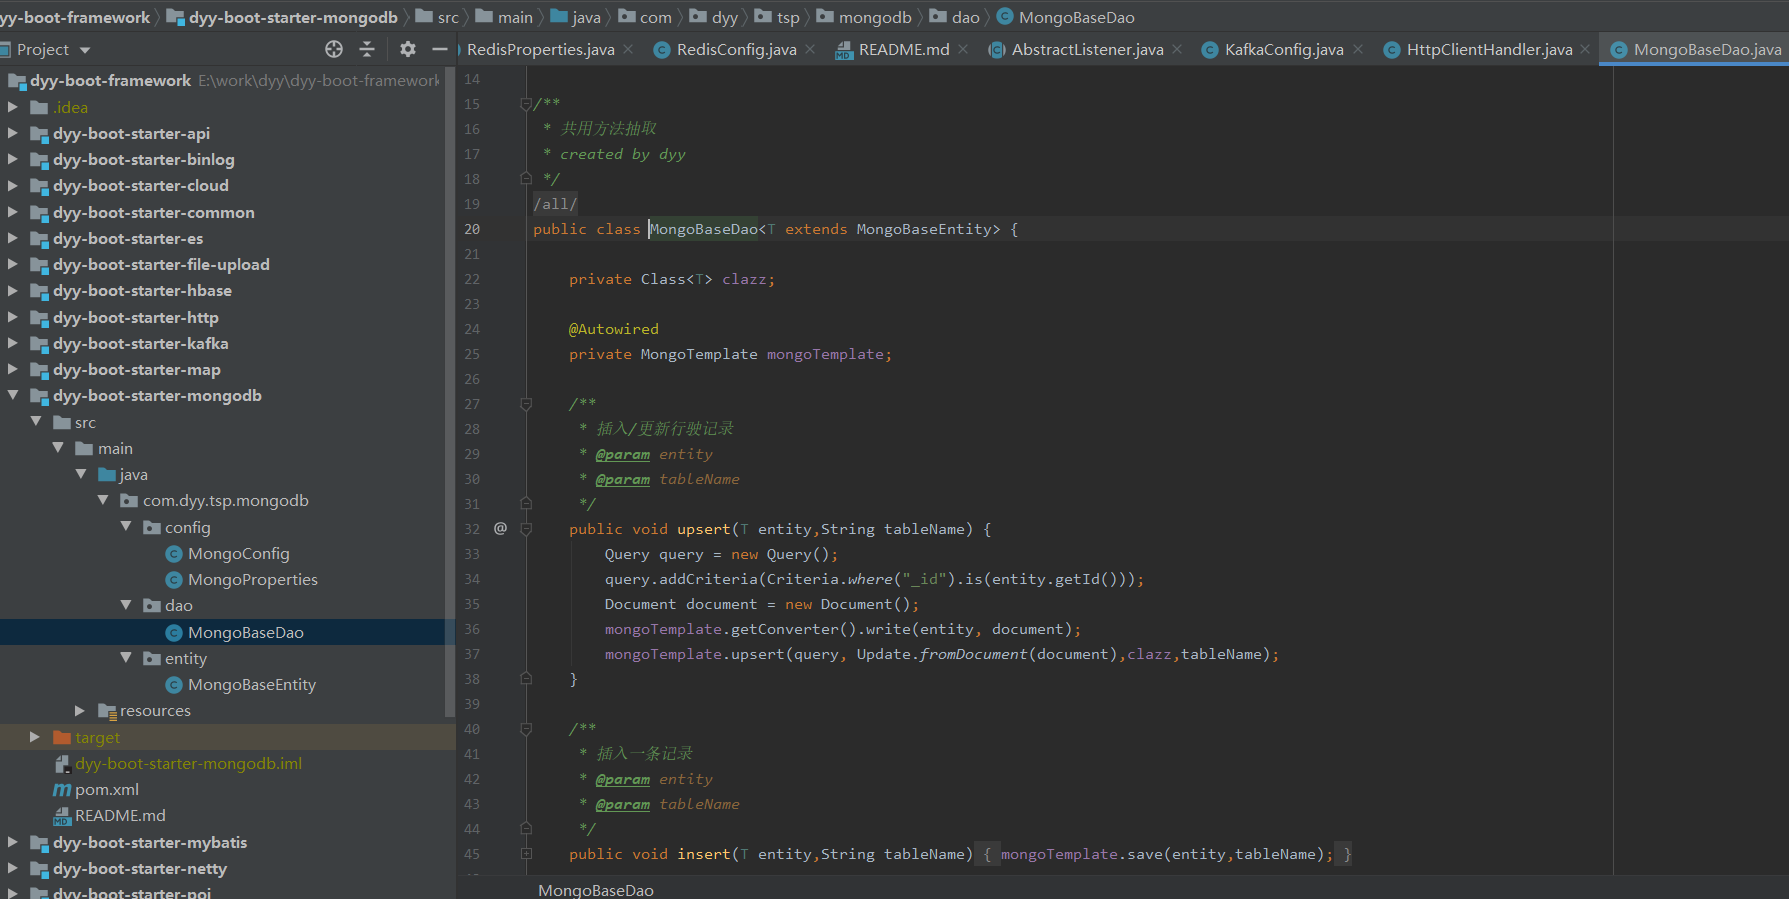 yy-boot-framework dyy-boot-starter-mongodb src main java com dyy tsp mongodb dao MongoBaseDao
Project RedisProperties.java RedisConfig.java README.md AbstractListener.java KafkaConfig.java HttpClientHandler.java MongoBaseDao.java
dyy-boot-framework E:\work\dyy\dyy-boot-framework
.idea
dyy-boot-starter-api
dyy-boot-starter-binlog
dyy-boot-starter-cloud
dyy-boot-starter-common
dyy-boot-starter-es
dyy-boot-starter-file-upload
dyy-boot-starter-hbase
dyy-boot-starter-http
dyy-boot-starter-kafka
dyy-boot-starter-map
dyy-boot-starter-mongodb
src
main
java
com.dyy.tsp.mongodb
config
MongoConfig
MongoProperties
dao
MongoBaseDao
entity
MongoBaseEntity
resources
target
dyy-boot-starter-mongodb.iml
pom.xml
README.md
dyy-boot-starter-mybatis
dyy-boot-starter-netty
dyy-boot-starter-poi
14
15 /**
16 * 共用方法抽取
17 * created by dyy
18 */
19 /all/
20 public class MongoBaseDao<T extends MongoBaseEntity> {
21
22 private Class<T> clazz;
23
24 @Autowired
25 private MongoTemplate mongoTemplate;
26
27 /**
28 * 插入/更新行驶记录
29 * @param entity
30 * @param tableName
31 */
32 @ public void upsert(T entity,String tableName) {
33 Query query = new Query();
34 query.addCriteria(Criteria.where("_id").is(entity.getId()));
35 Document document = new Document();
36 mongoTemplate.getConverter().write(entity, document);
37 mongoTemplate.upsert(query, Update.fromDocument(document),clazz,tableName);
38 }
39
40 /**
41 * 插入一条记录
42 * @param entity
43 * @param tableName
44 */
45 public void insert(T entity,String tableName) { mongoTemplate.save(entity,tableName); }
MongoBaseDao